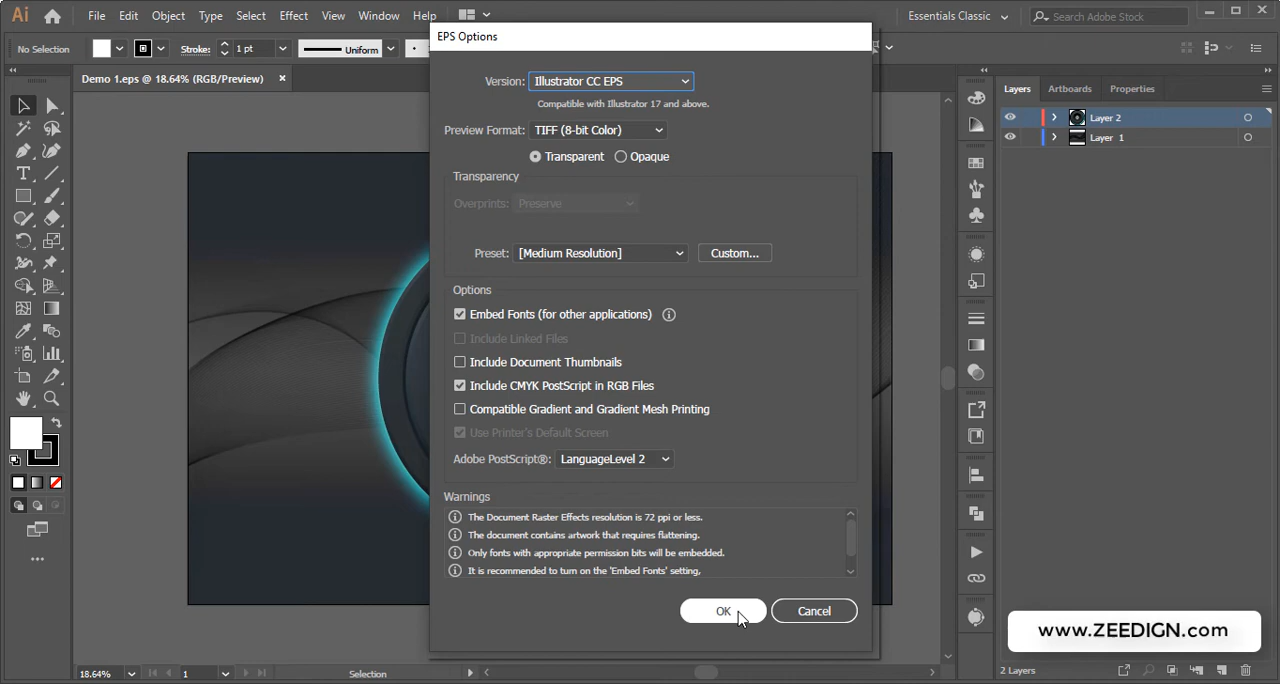 Ai File Edit Object Type Select Effect View Window Help Essentials Classic Search Adobe Stock
EPS Options
No Selection Stroke: 1 pt Uniform
Demo 1.eps @ 18.64% (RGB/Preview) ×
Version: Illustrator CC EPS
Compatible with Illustrator 17 and above.
Preview Format: TIFF (8-bit Color)
Transparent Opaque
Transparency
Overprints: Preserve
Preset: [Medium Resolution] Custom...
Options
Embed Fonts (for other applications)
Include Linked Files
Include Document Thumbnails
Include CMYK PostScript in RGB Files
Compatible Gradient and Gradient Mesh Printing
Use Printer's Default Screen
Adobe PostScript®: LanguageLevel 2
Warnings
The Document Raster Effects resolution is 72 ppi or less.
The document contains artwork that requires flattening.
Only fonts with appropriate permission bits will be embedded.
It is recommended to turn on the 'Embed Fonts' setting,
OK Cancel
Layers Artboards Properties
Layer 2
Layer 1
www.ZEEDIGN.com
18.64% 1 Selection 2 Layers